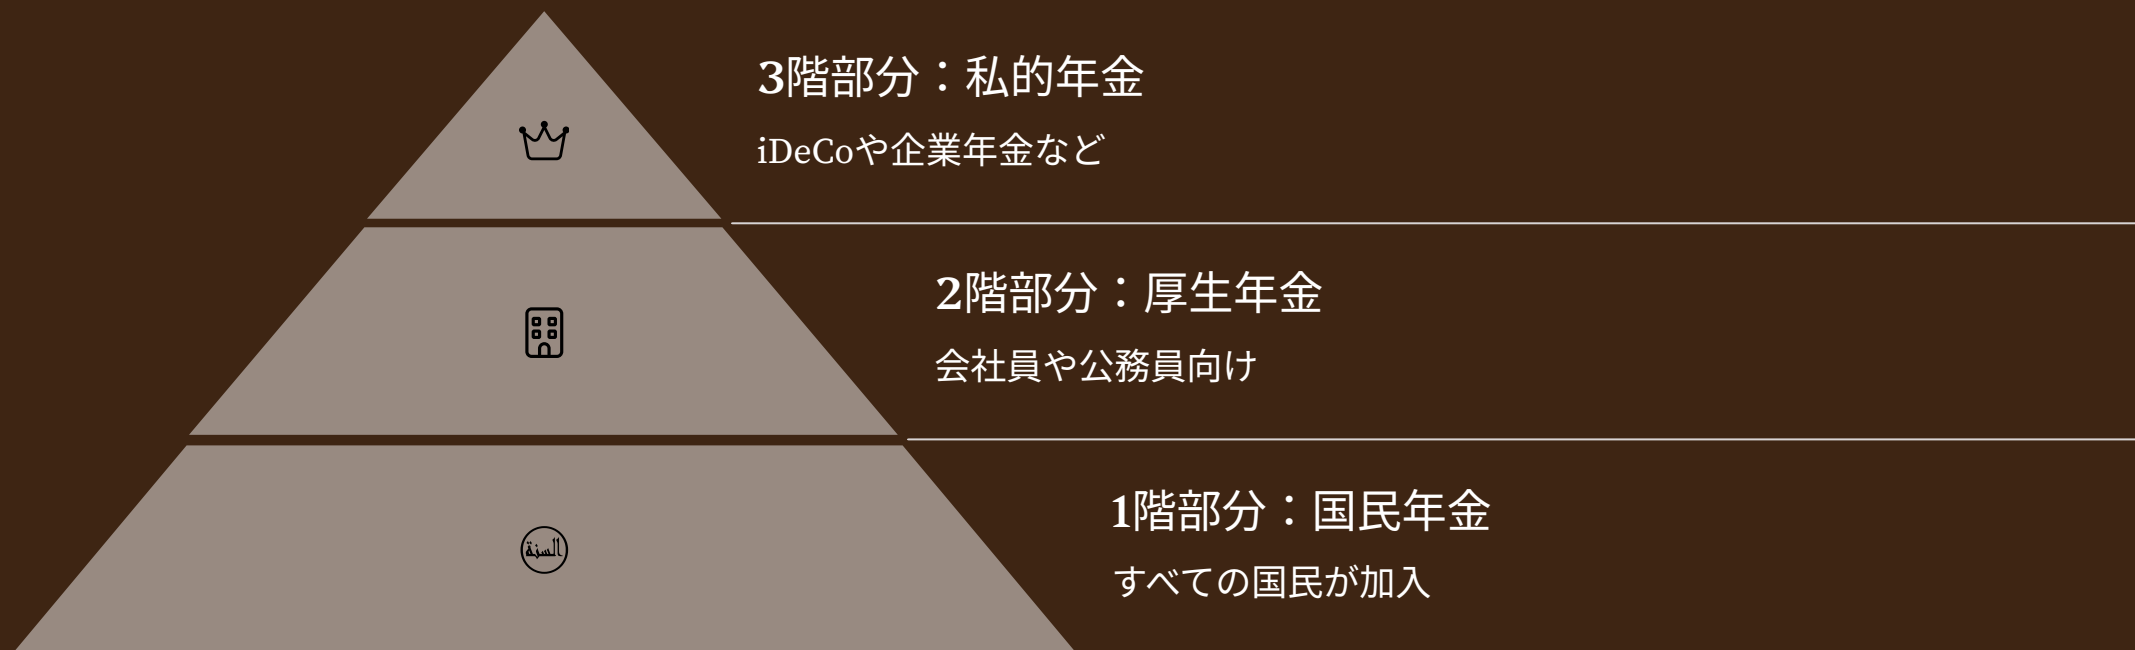 3階部分：私的年金
iDeCoや企業年金など
2階部分：厚生年金
会社員や公務員向け
1階部分：国民年金
السنة
すべての国民が加入